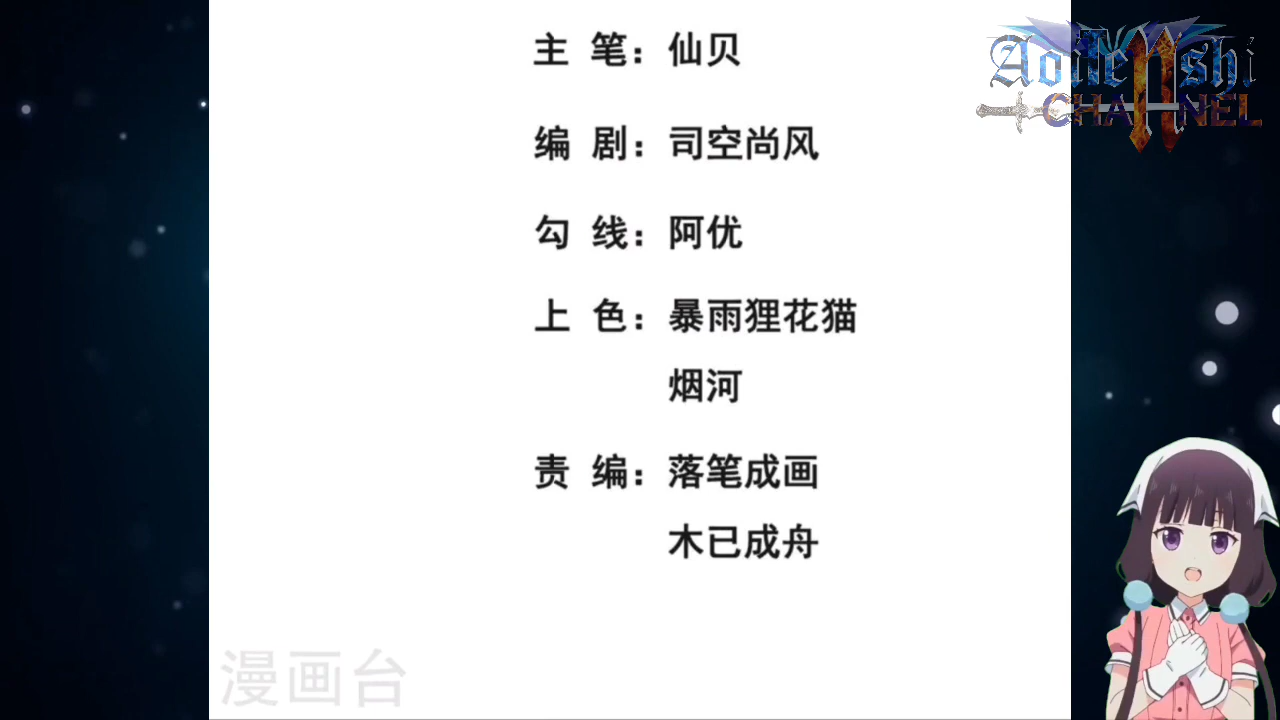 主 笔：仙贝
编 剧：司空尚风
勾 线：阿优
上 色：暴雨狸花猫
烟河
责 编：落笔成画
木已成舟
漫画台
AoTenshi
CHANNEL